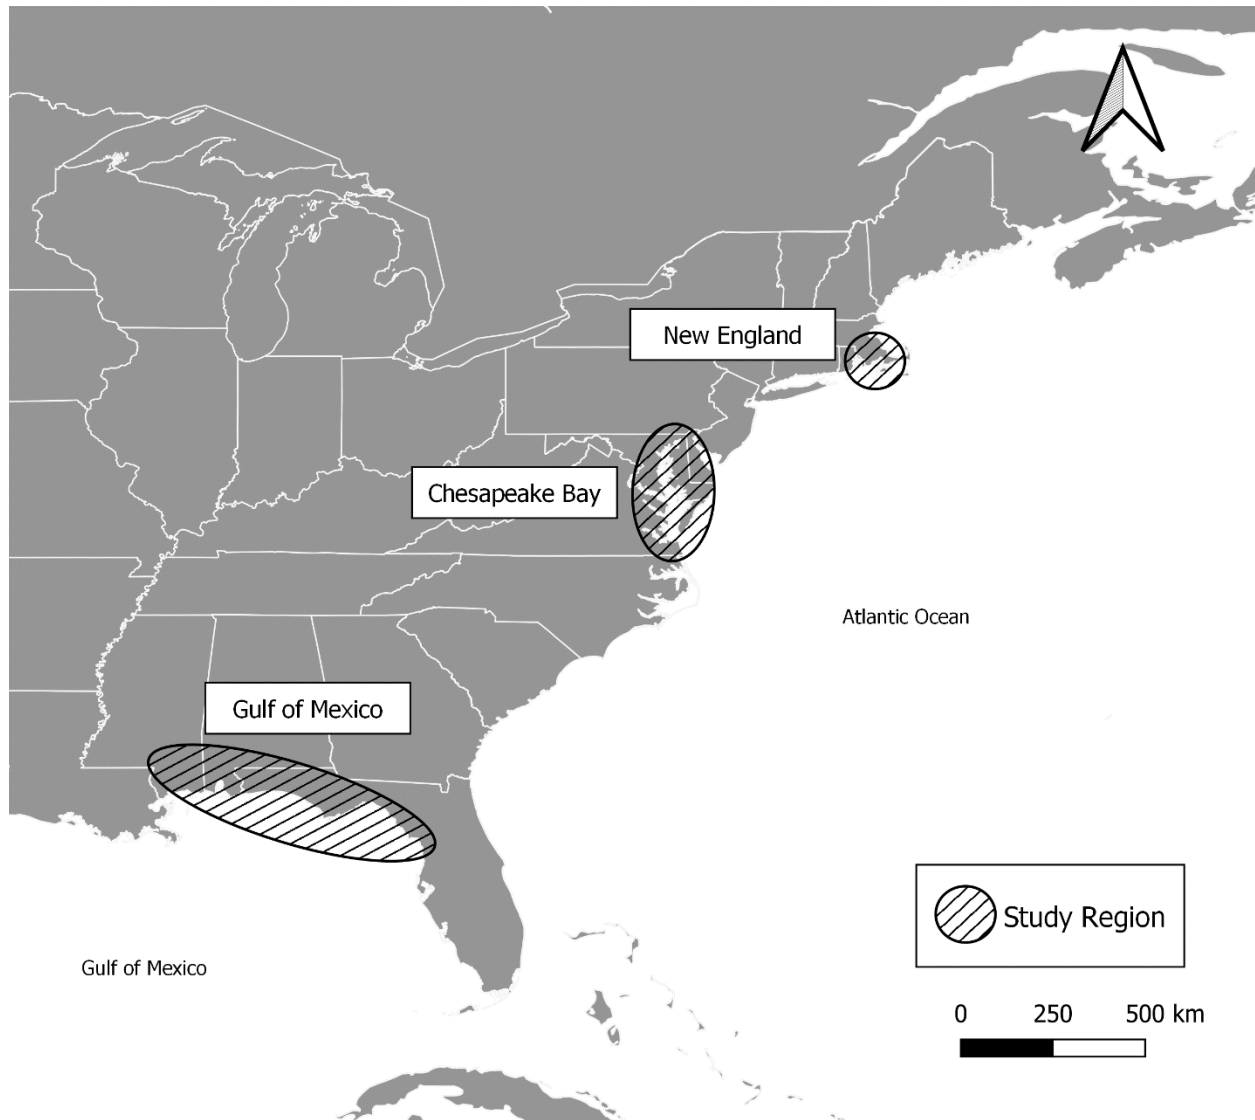 New England
Chesapeake Bay
Atlantic Ocean
Gulf of Mexico
Gulf of Mexico
Study Region
0 250 500 km